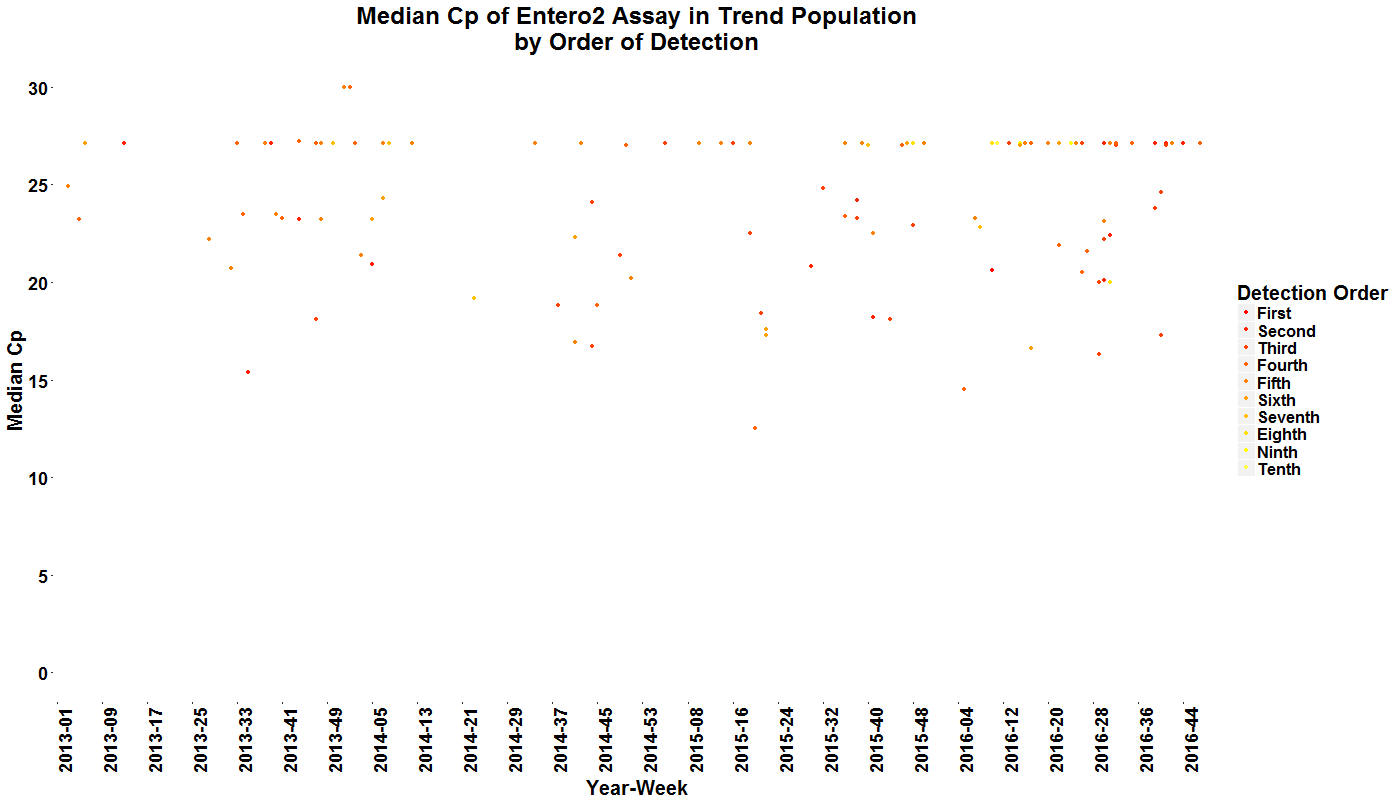 Median Cp of Entero2 Assay in Trend Population
by Order of Detection
Median Cp
30
25
20
15
10
5
0
2013-01
2013-09
2013-17
2013-25
2013-33
2013-41
2013-49
2014-05
2014-13
2014-21
2014-29
2014-37
2014-45
2014-53
2015-08
2015-16
2015-24
2015-32
2015-40
2015-48
2016-04
2016-12
2016-20
2016-28
2016-36
2016-44
Year-Week
Detection Order
First
Second
Third
Fourth
Fifth
Sixth
Seventh
Eighth
Ninth
Tenth